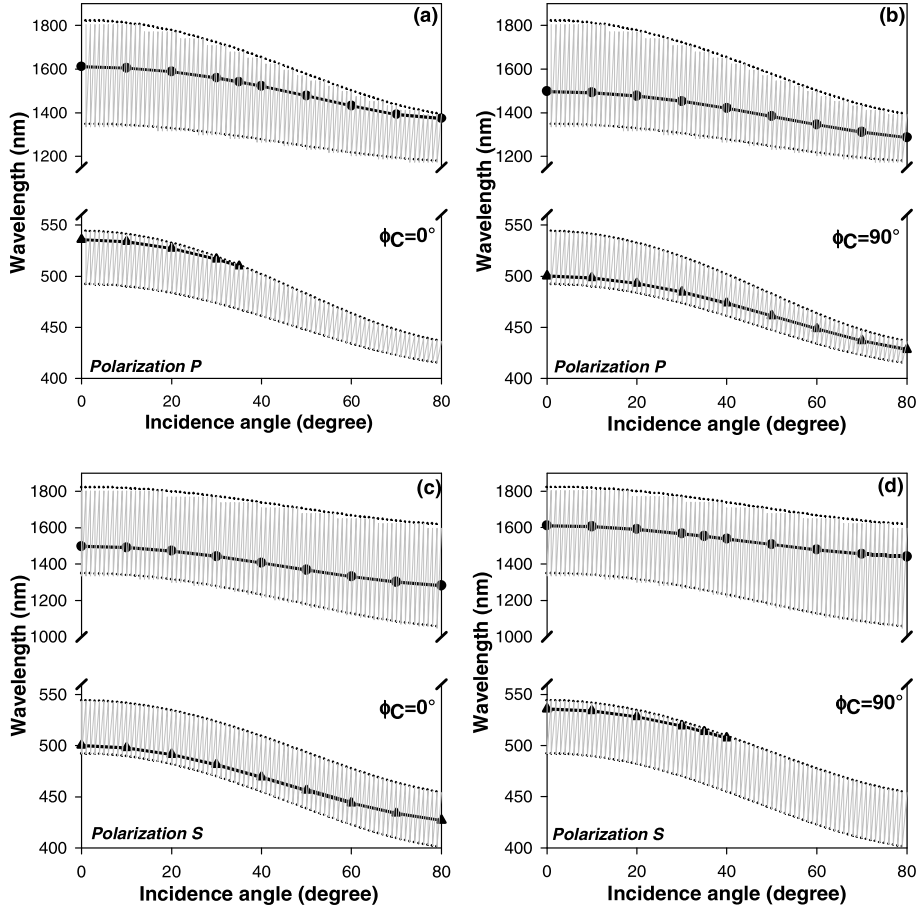 (a)
1800
1600
1400
1200
550
500
450
400
Wavelength (nm)
ϕC=0°
Polarization P
0 20 40 60 80
Incidence angle (degree)
(b)
1800
1600
1400
1200
550
500
450
400
Wavelength (nm)
ϕC=90°
Polarization P
0 20 40 60 80
Incidence angle (degree)
(c)
1800
1600
1400
1200
1000
550
500
450
400
Wavelength (nm)
ϕC=0°
Polarization S
0 20 40 60 80
Incidence angle (degree)
(d)
1800
1600
1400
1200
1000
550
500
450
400
Wavelength (nm)
ϕC=90°
Polarization S
0 20 40 60 80
Incidence angle (degree)